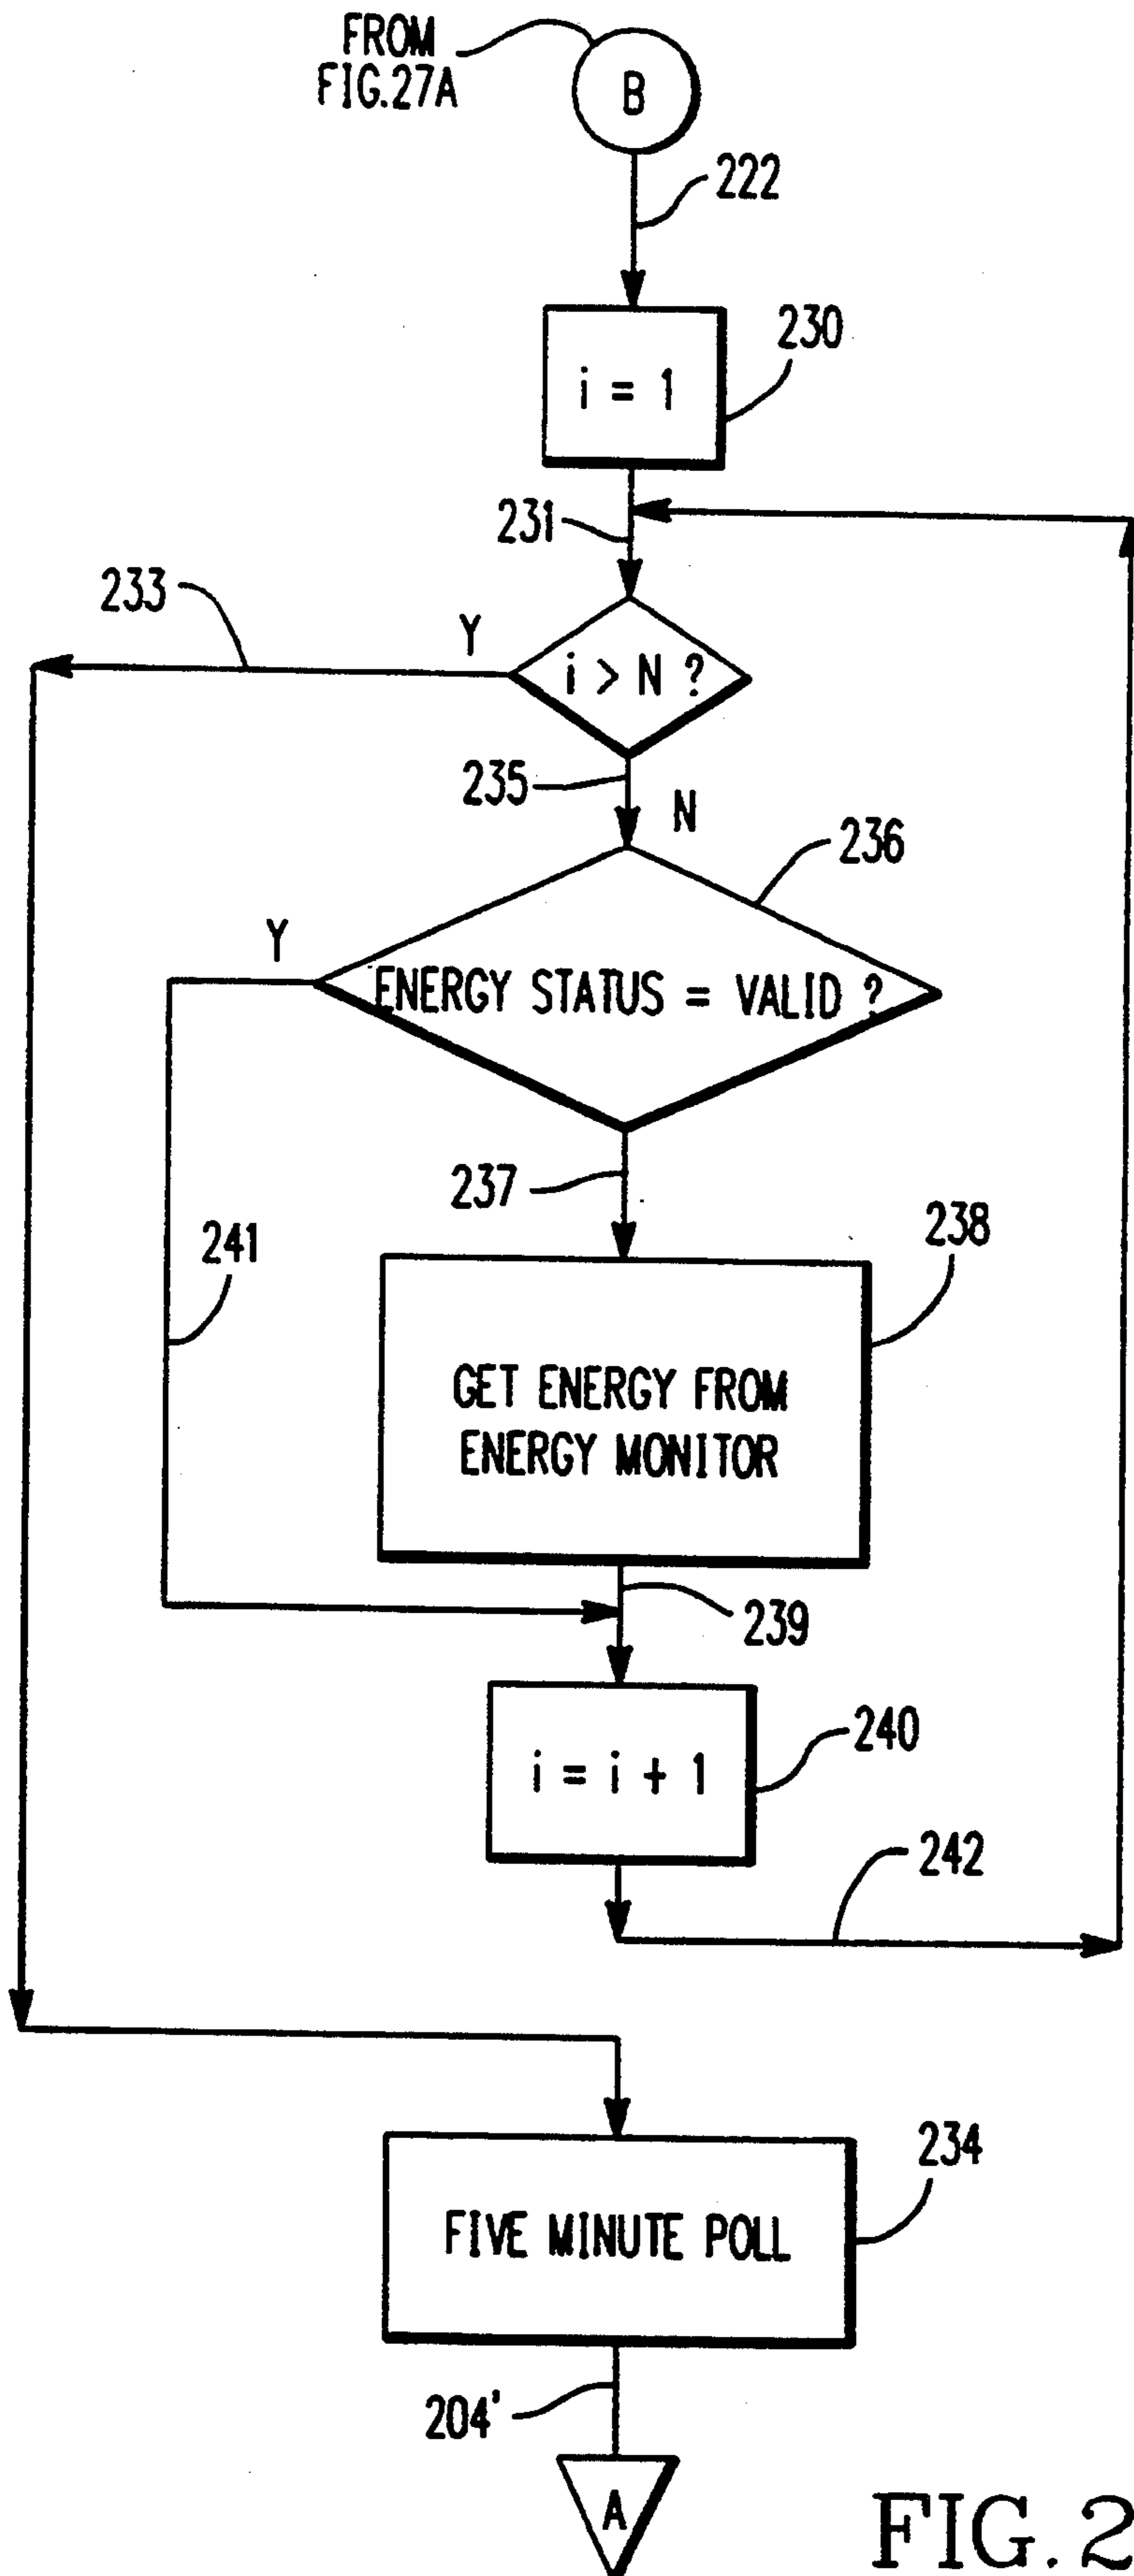 FROM
FIG.27A
B
222
230
i = 1
231
233
Y
i > N ?
235
N
236
Y
ENERGY STATUS = VALID ?
237
238
241
GET ENERGY FROM
ENERGY MONITOR
239
240
i = i + 1
242
234
FIVE MINUTE POLL
204'
A
FIG. 2